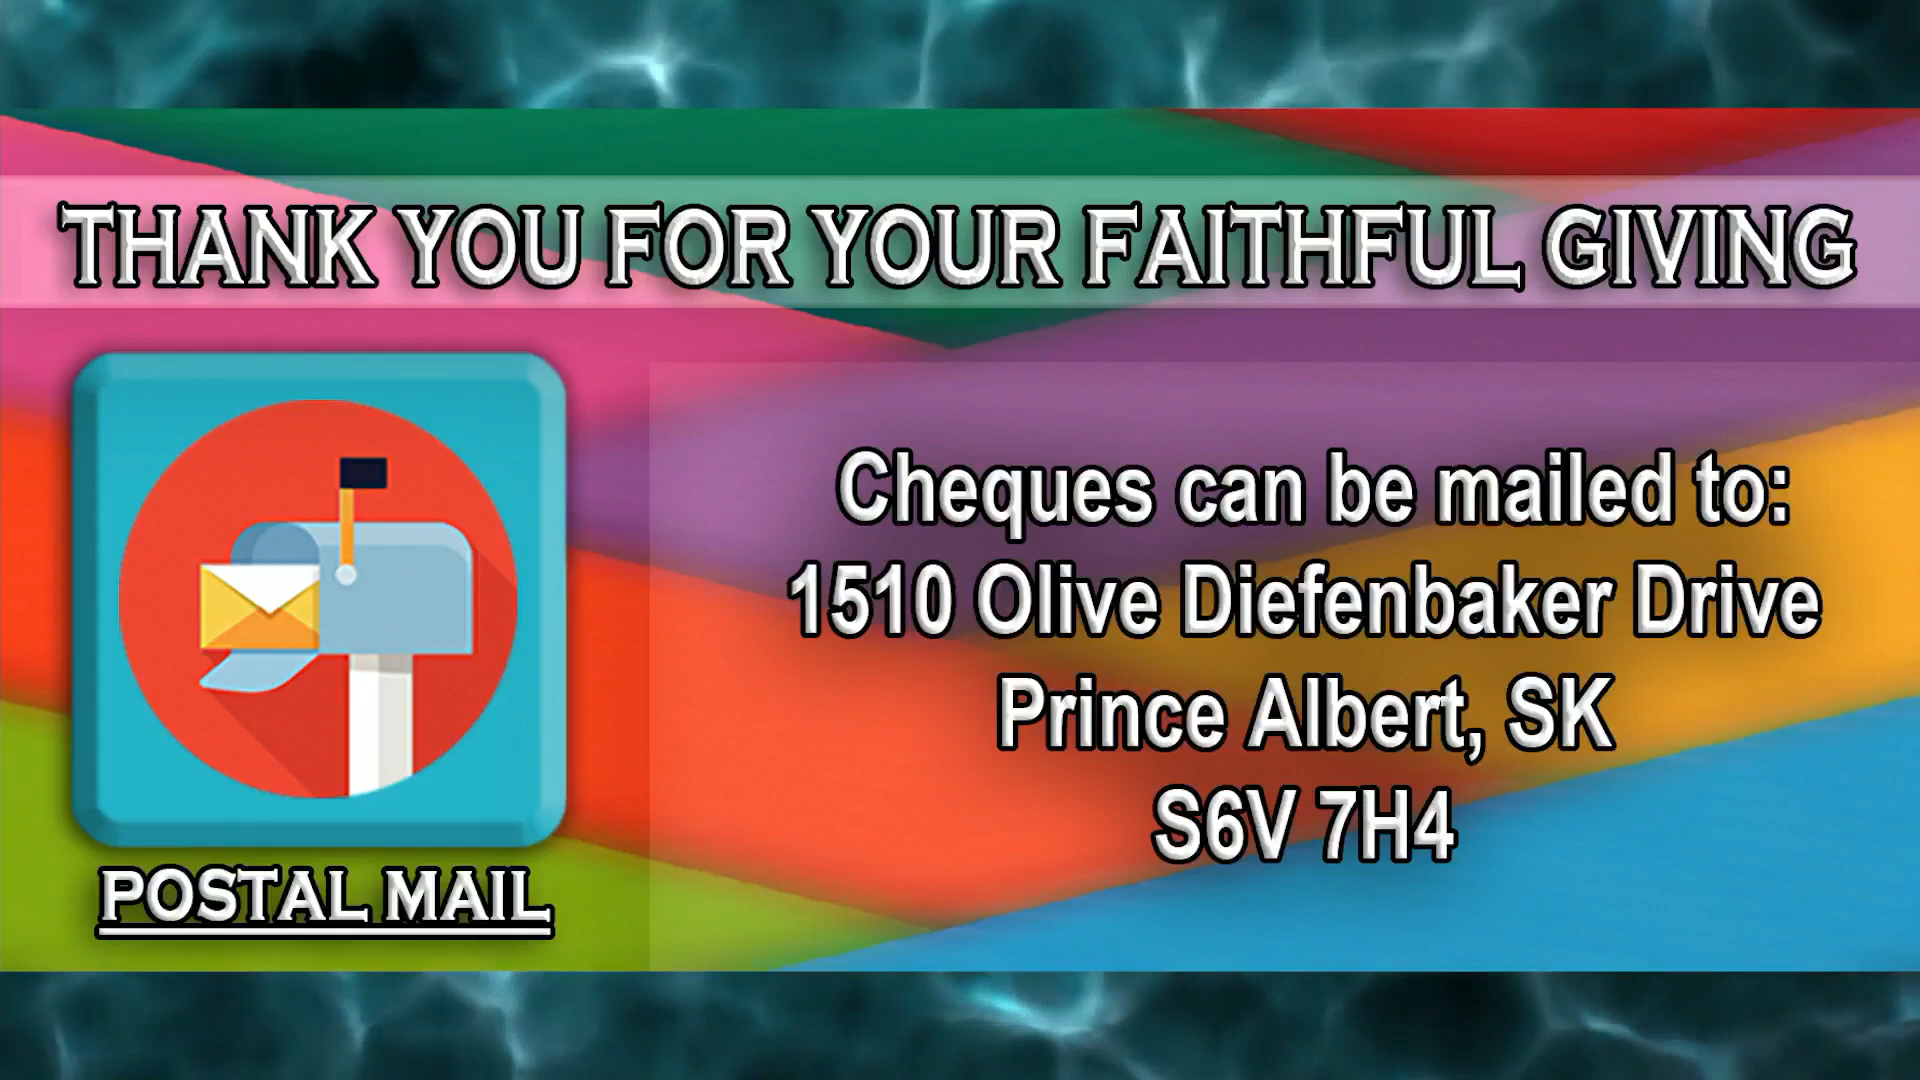 THANK YOU FOR YOUR FAITHFUL GIVING
Cheques can be mailed to:
1510 Olive Diefenbaker Drive
Prince Albert, SK
S6V 7H4
POSTAL MAIL